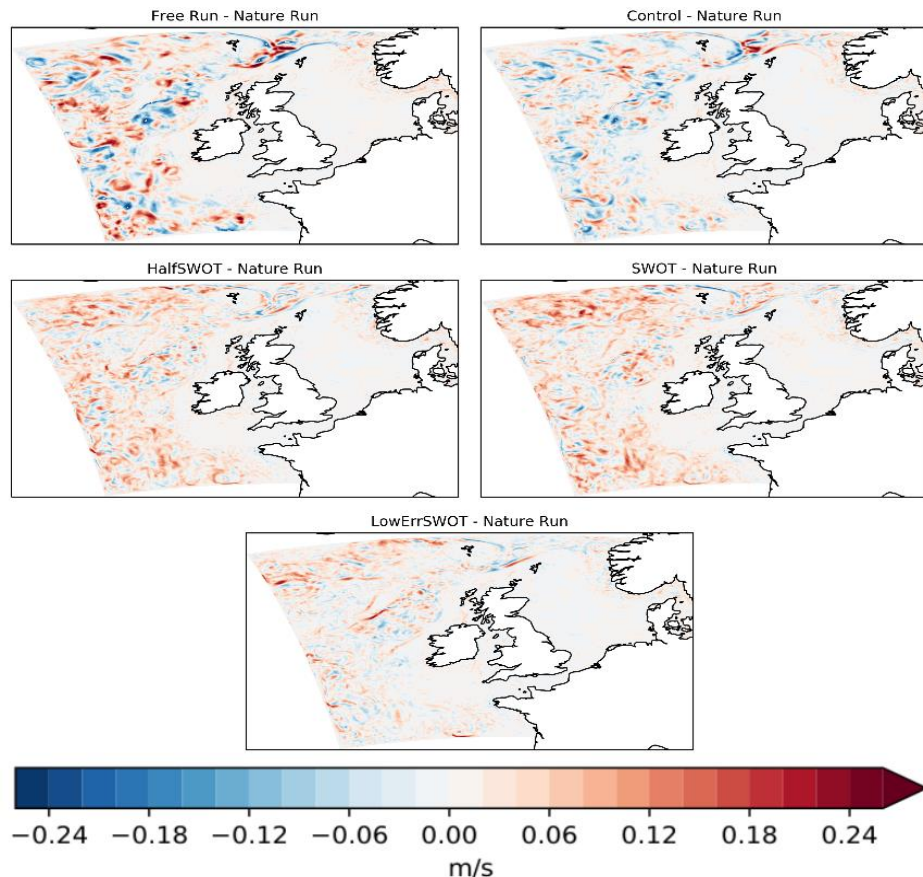 Free Run - Nature Run
Control - Nature Run
HalfSWOT - Nature Run
SWOT - Nature Run
LowErrSWOT - Nature Run
−0.24 −0.18 −0.12 −0.06 0.00 0.06 0.12 0.18 0.24
m/s